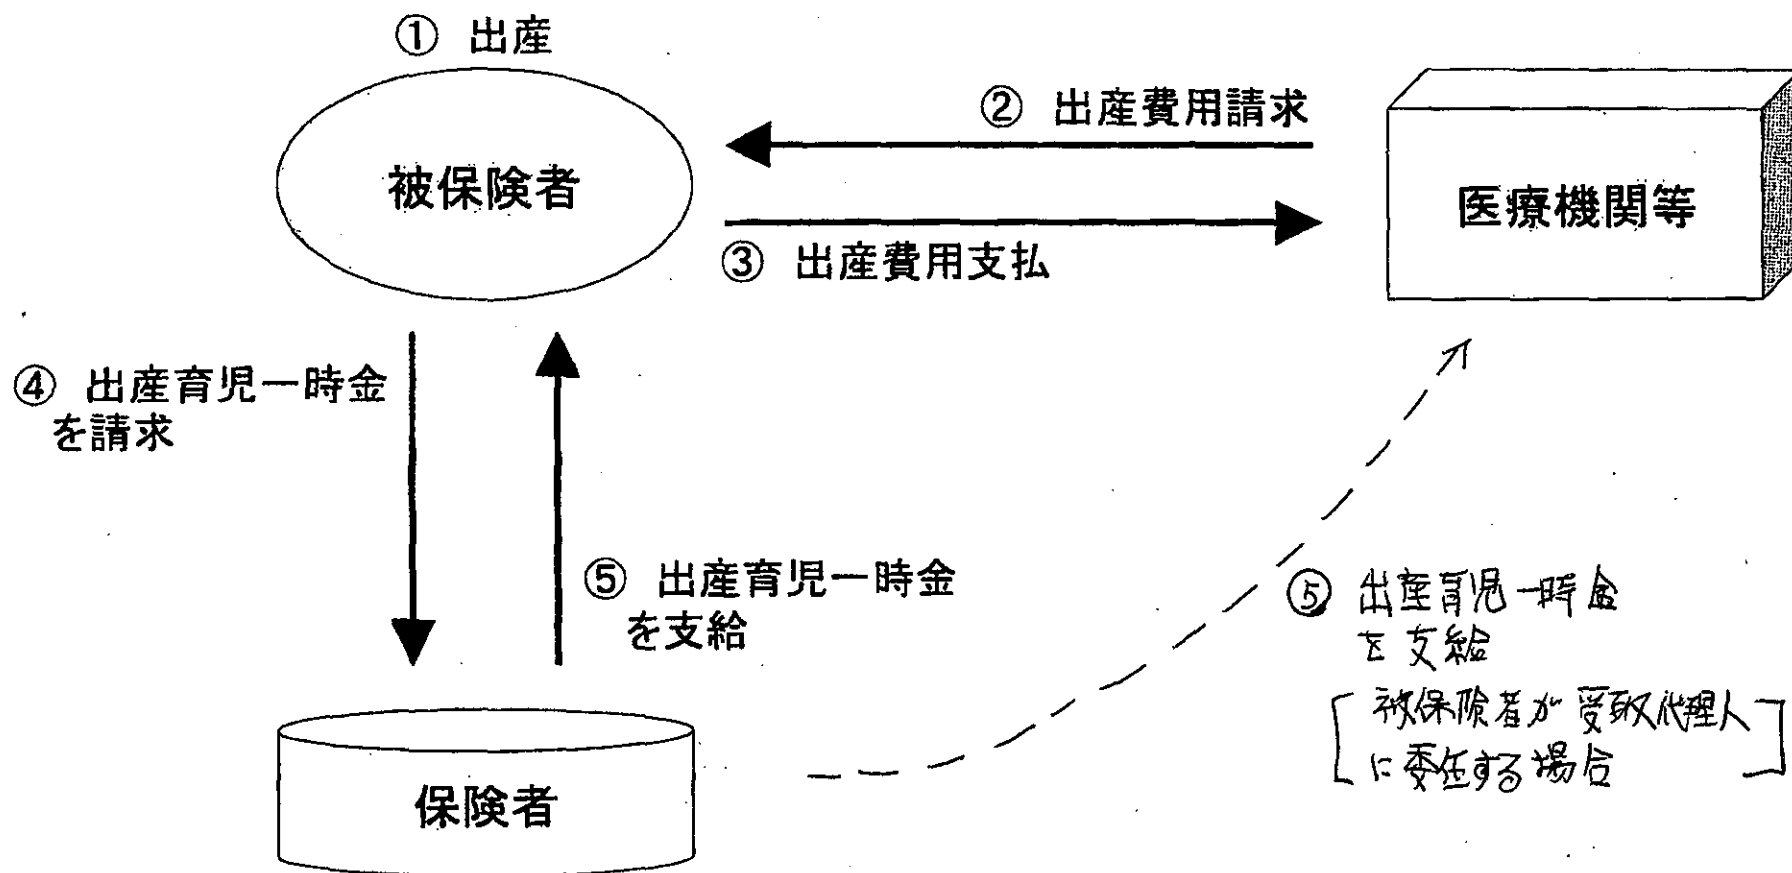 ① 出産
② 出産費用請求
被保険者
医療機関等
③ 出産費用支払
④ 出産育児一時金
を請求
⑤ 出産育児一時金
を支給
⑤ 出産育児一時金
を支給
[被保険者が受取代理人
に委任する場合]
保険者